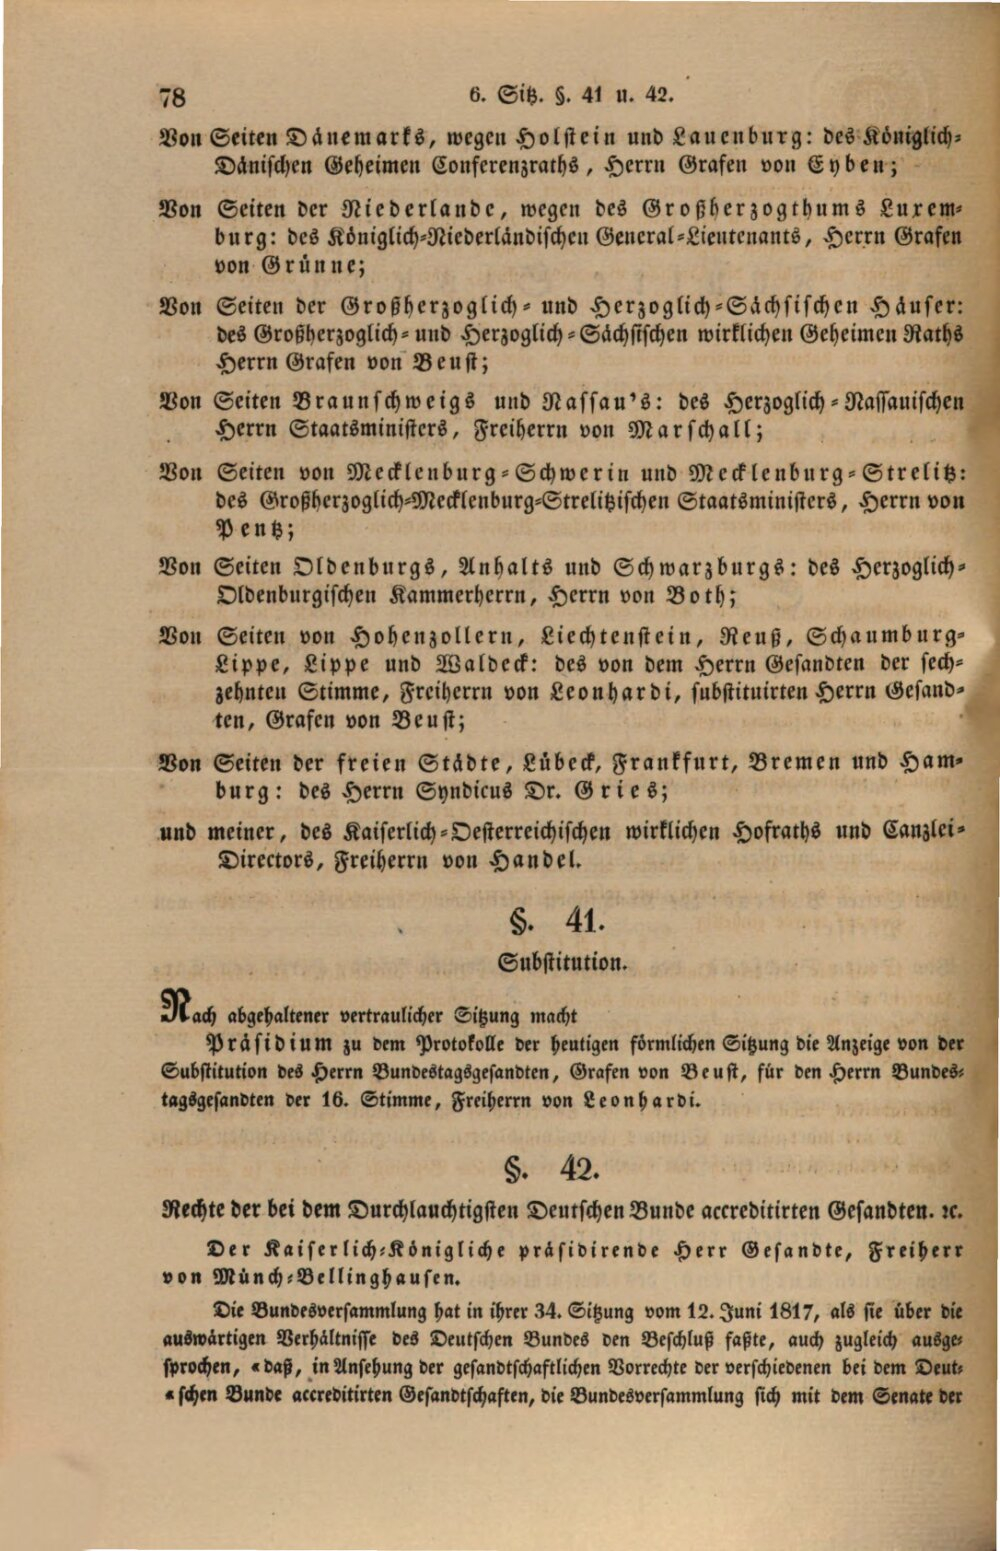 78 6. Sitz. §. 41 u. 42.
Von Seiten Dänemarks, wegen Holstein und Lauenburg: des Königlich-
Dänischen Geheimen Conferenzraths, Herrn Grafen von Eyben;
Von Seiten der Niederlande, wegen des Großherzogthums Luxem-
burg: des Königlich-Niederländischen General-Lieutenants, Herrn Grafen
von Grünne;
Von Seiten der Großherzoglich- und Herzoglich-Sächsischen Häuser:
des Großherzoglich- und Herzoglich-Sächsischen wirklichen Geheimen Raths
Herrn Grafen von Beust;
Von Seiten Braunschweigs und Nassau's: des Herzoglich-Nassauischen
Herrn Staatsministers, Freiherrn von Marschall;
Von Seiten von Mecklenburg-Schwerin und Mecklenburg-Strelitz:
des Großherzoglich-Mecklenburg-Strelitzischen Staatsministers, Herrn von
Pentz;
Von Seiten Oldenburgs, Anhalts und Schwarzburgs: des Herzoglich-
Oldenburgischen Kammerherrn, Herrn von Both;
Von Seiten von Hohenzollern, Liechtenstein, Reuß, Schaumburg-
Lippe, Lippe und Waldeck: des von dem Herrn Gesandten der sech-
zehnten Stimme, Freiherrn von Leonhardi, substituirten Herrn Gesand-
ten, Grafen von Beust;
Von Seiten der freien Städte, Lübeck, Frankfurt, Bremen und Ham-
burg: des Herrn Syndicus Dr. Gries;
und meiner, des Kaiserlich-Oesterreichischen wirklichen Hofraths und Canzlei-
Directors, Freiherrn von Handel.
§. 41.
Substitution.
Nach abgehaltener vertraulicher Sitzung macht
Präsidium zu dem Protokolle der heutigen förmlichen Sitzung die Anzeige von der
Substitution des Herrn Bundestagsgesandten, Grafen von Beust, für den Herrn Bundes-
tagsgesandten der 16. Stimme, Freiherrn von Leonhardi.
§. 42.
Rechte der bei dem Durchlauchtigsten Deutschen Bunde accreditirten Gesandten. ꝛc.
Der Kaiserlich-Königliche präsidirende Herr Gesandte, Freiherr
von Münch-Bellinghausen.
Die Bundesversammlung hat in ihrer 34. Sitzung vom 12. Juni 1817, als sie über die
auswärtigen Verhältnisse des Deutschen Bundes den Beschluß faßte, auch zugleich ausge-
sprochen, «daß, in Ansehung der gesandtschaftlichen Vorrechte der verschiedenen bei dem Deut-
«schen Bunde accreditirten Gesandtschaften, die Bundesversammlung sich mit dem Senate der